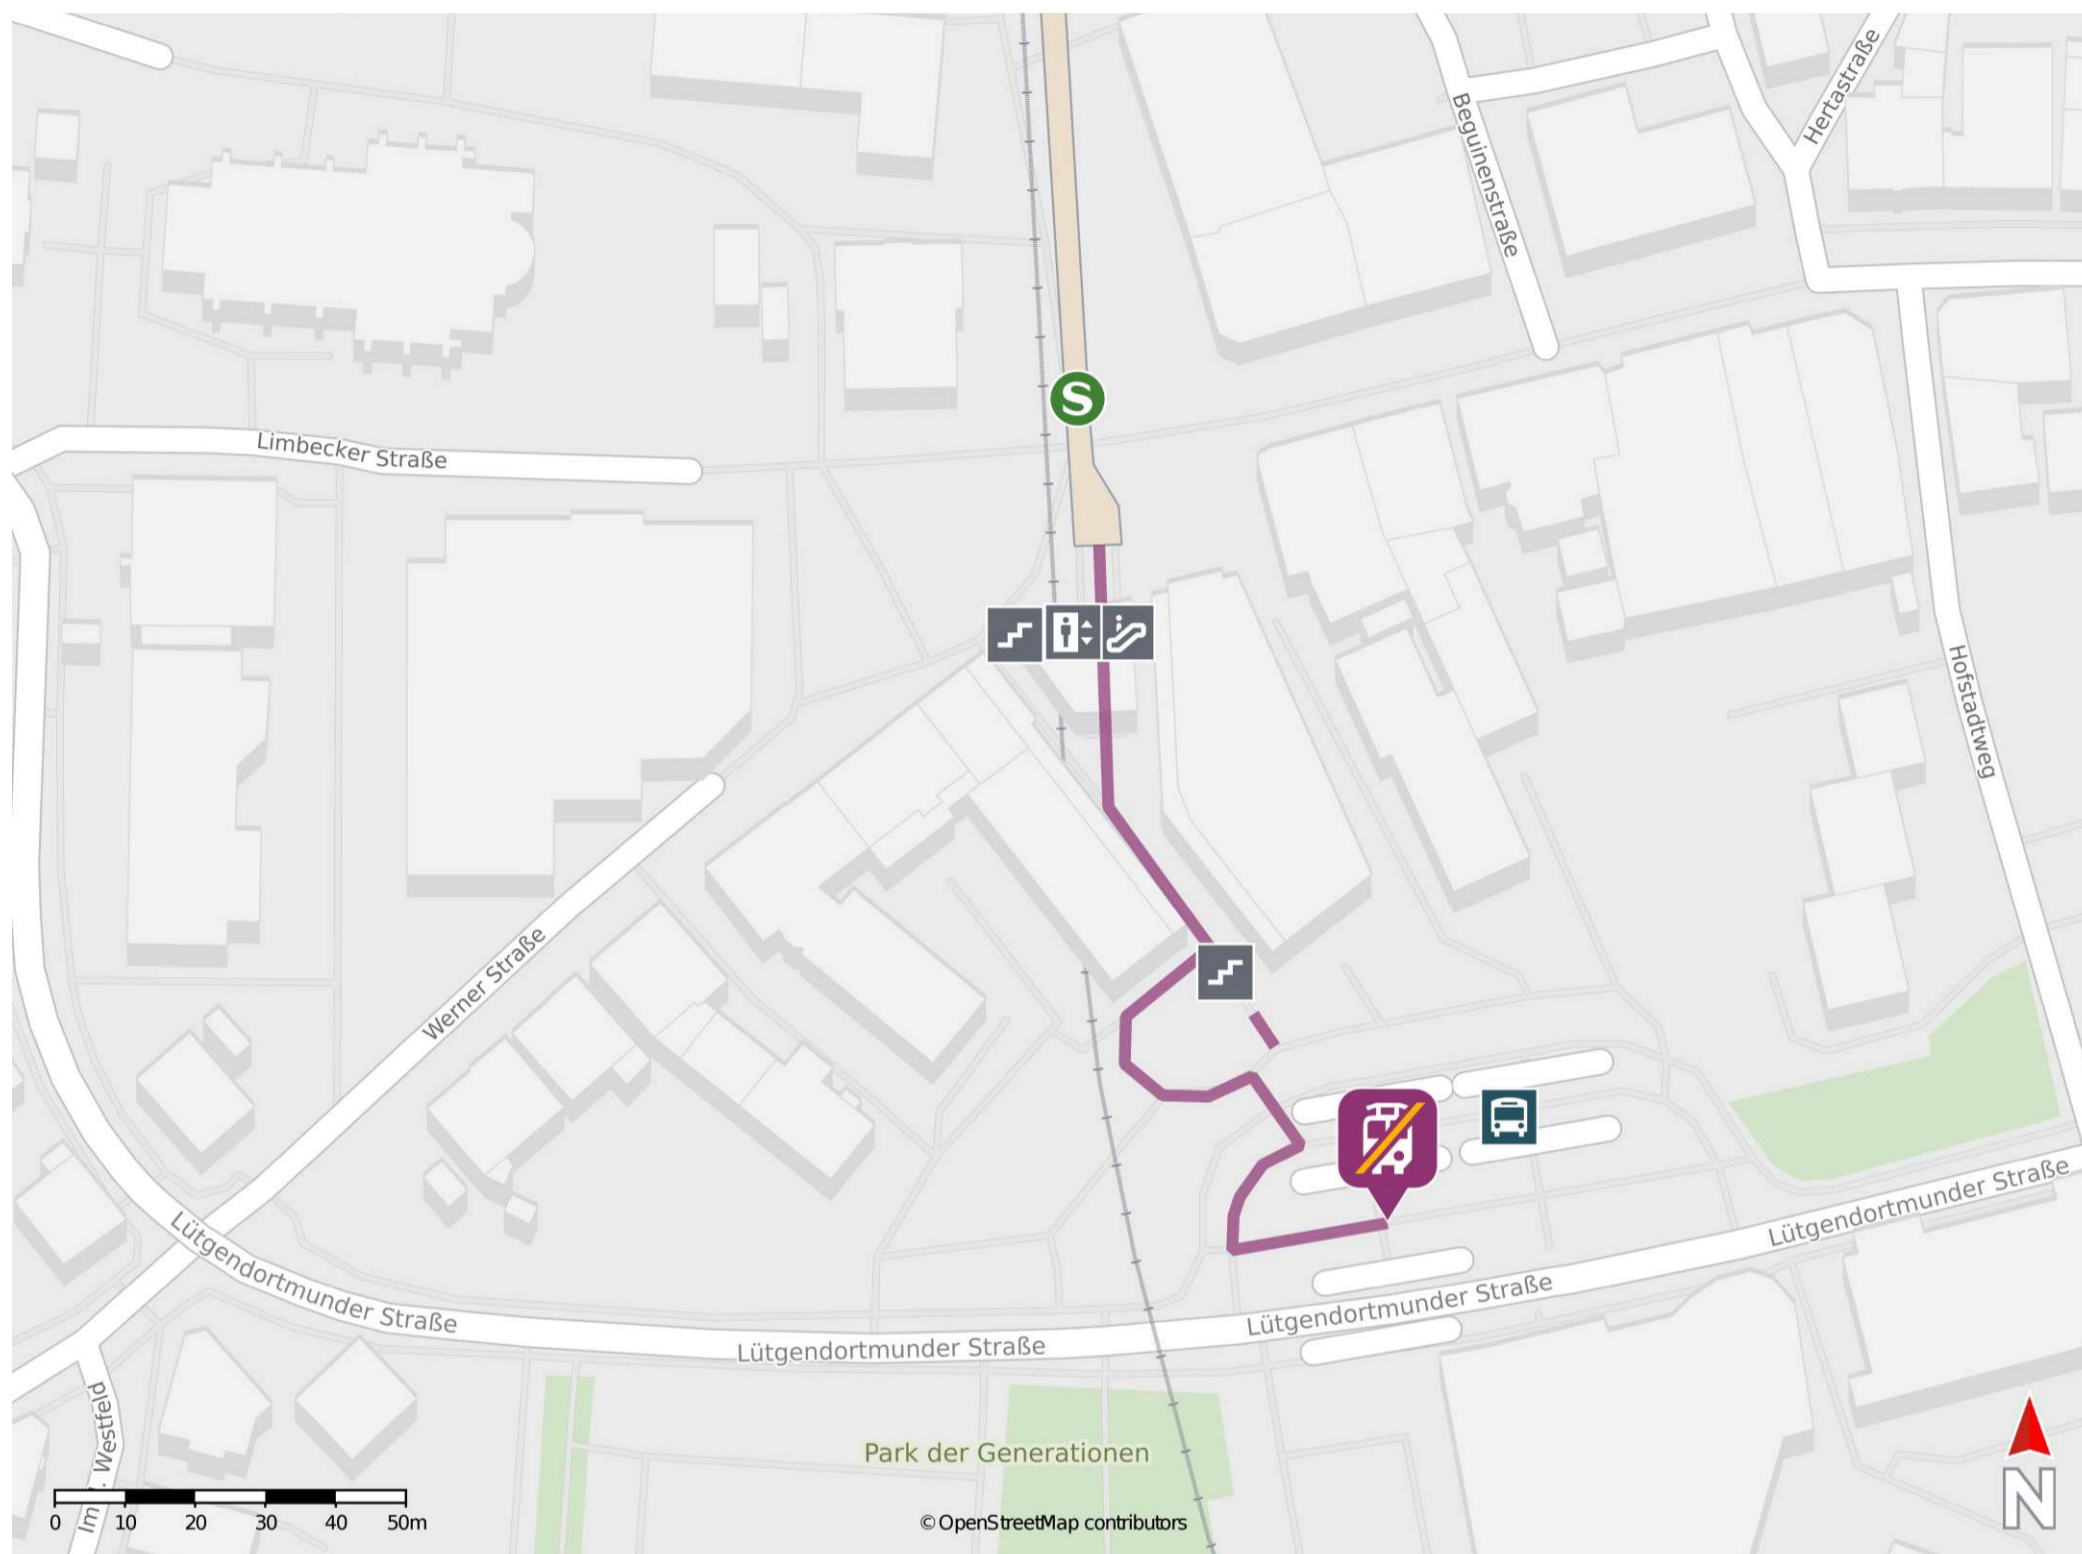 Hertastraße
Beguinenstraße
S
Limbecker Straße
Hofstadtweg
Werner Straße
Lütgendortmunder Straße
Lütgendortmunder Straße
Lütgendortmunder Straße
Lütgendortmunder Straße
Westfeld
Park der Generationen
0 10 20 30 40 50m
© OpenStreetMap contributors
N